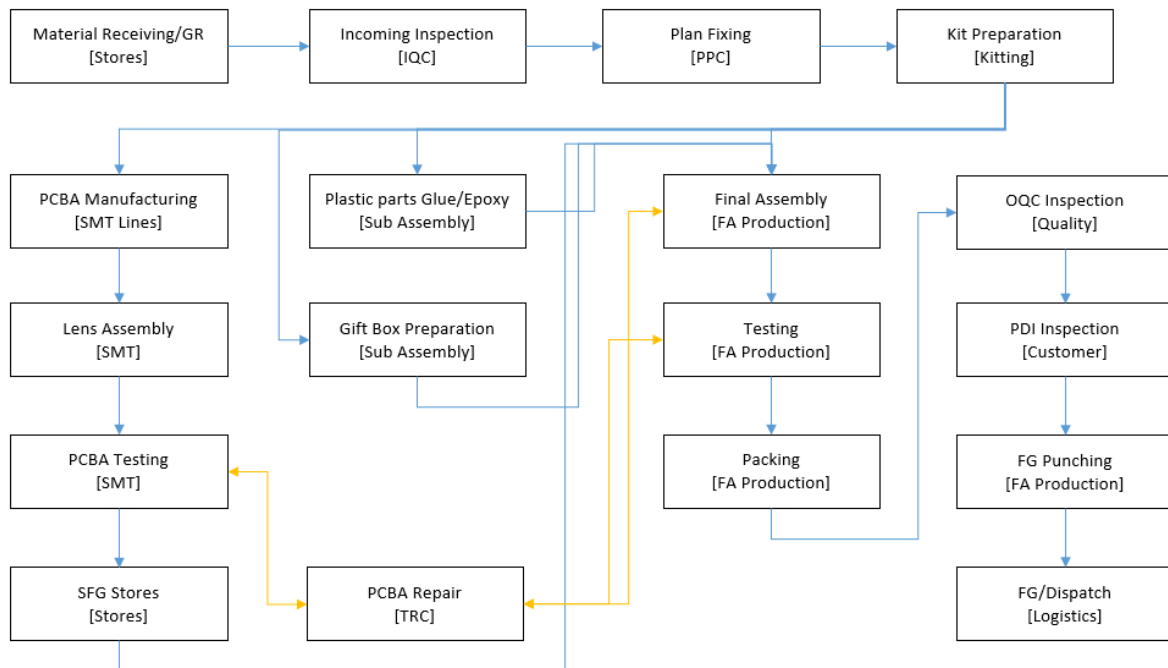 Material Receiving/GR
[Stores]
Incoming Inspection
[IQC]
Plan Fixing
[PPC]
Kit Preparation
[Kitting]
PCBA Manufacturing
[SMT Lines]
Plastic parts Glue/Epoxy
[Sub Assembly]
Final Assembly
[FA Production]
OQC Inspection
[Quality]
Lens Assembly
[SMT]
Gift Box Preparation
[Sub Assembly]
Testing
[FA Production]
PDI Inspection
[Customer]
PCBA Testing
[SMT]
Packing
[FA Production]
FG Punching
[FA Production]
SFG Stores
[Stores]
PCBA Repair
[TRC]
FG/Dispatch
[Logistics]